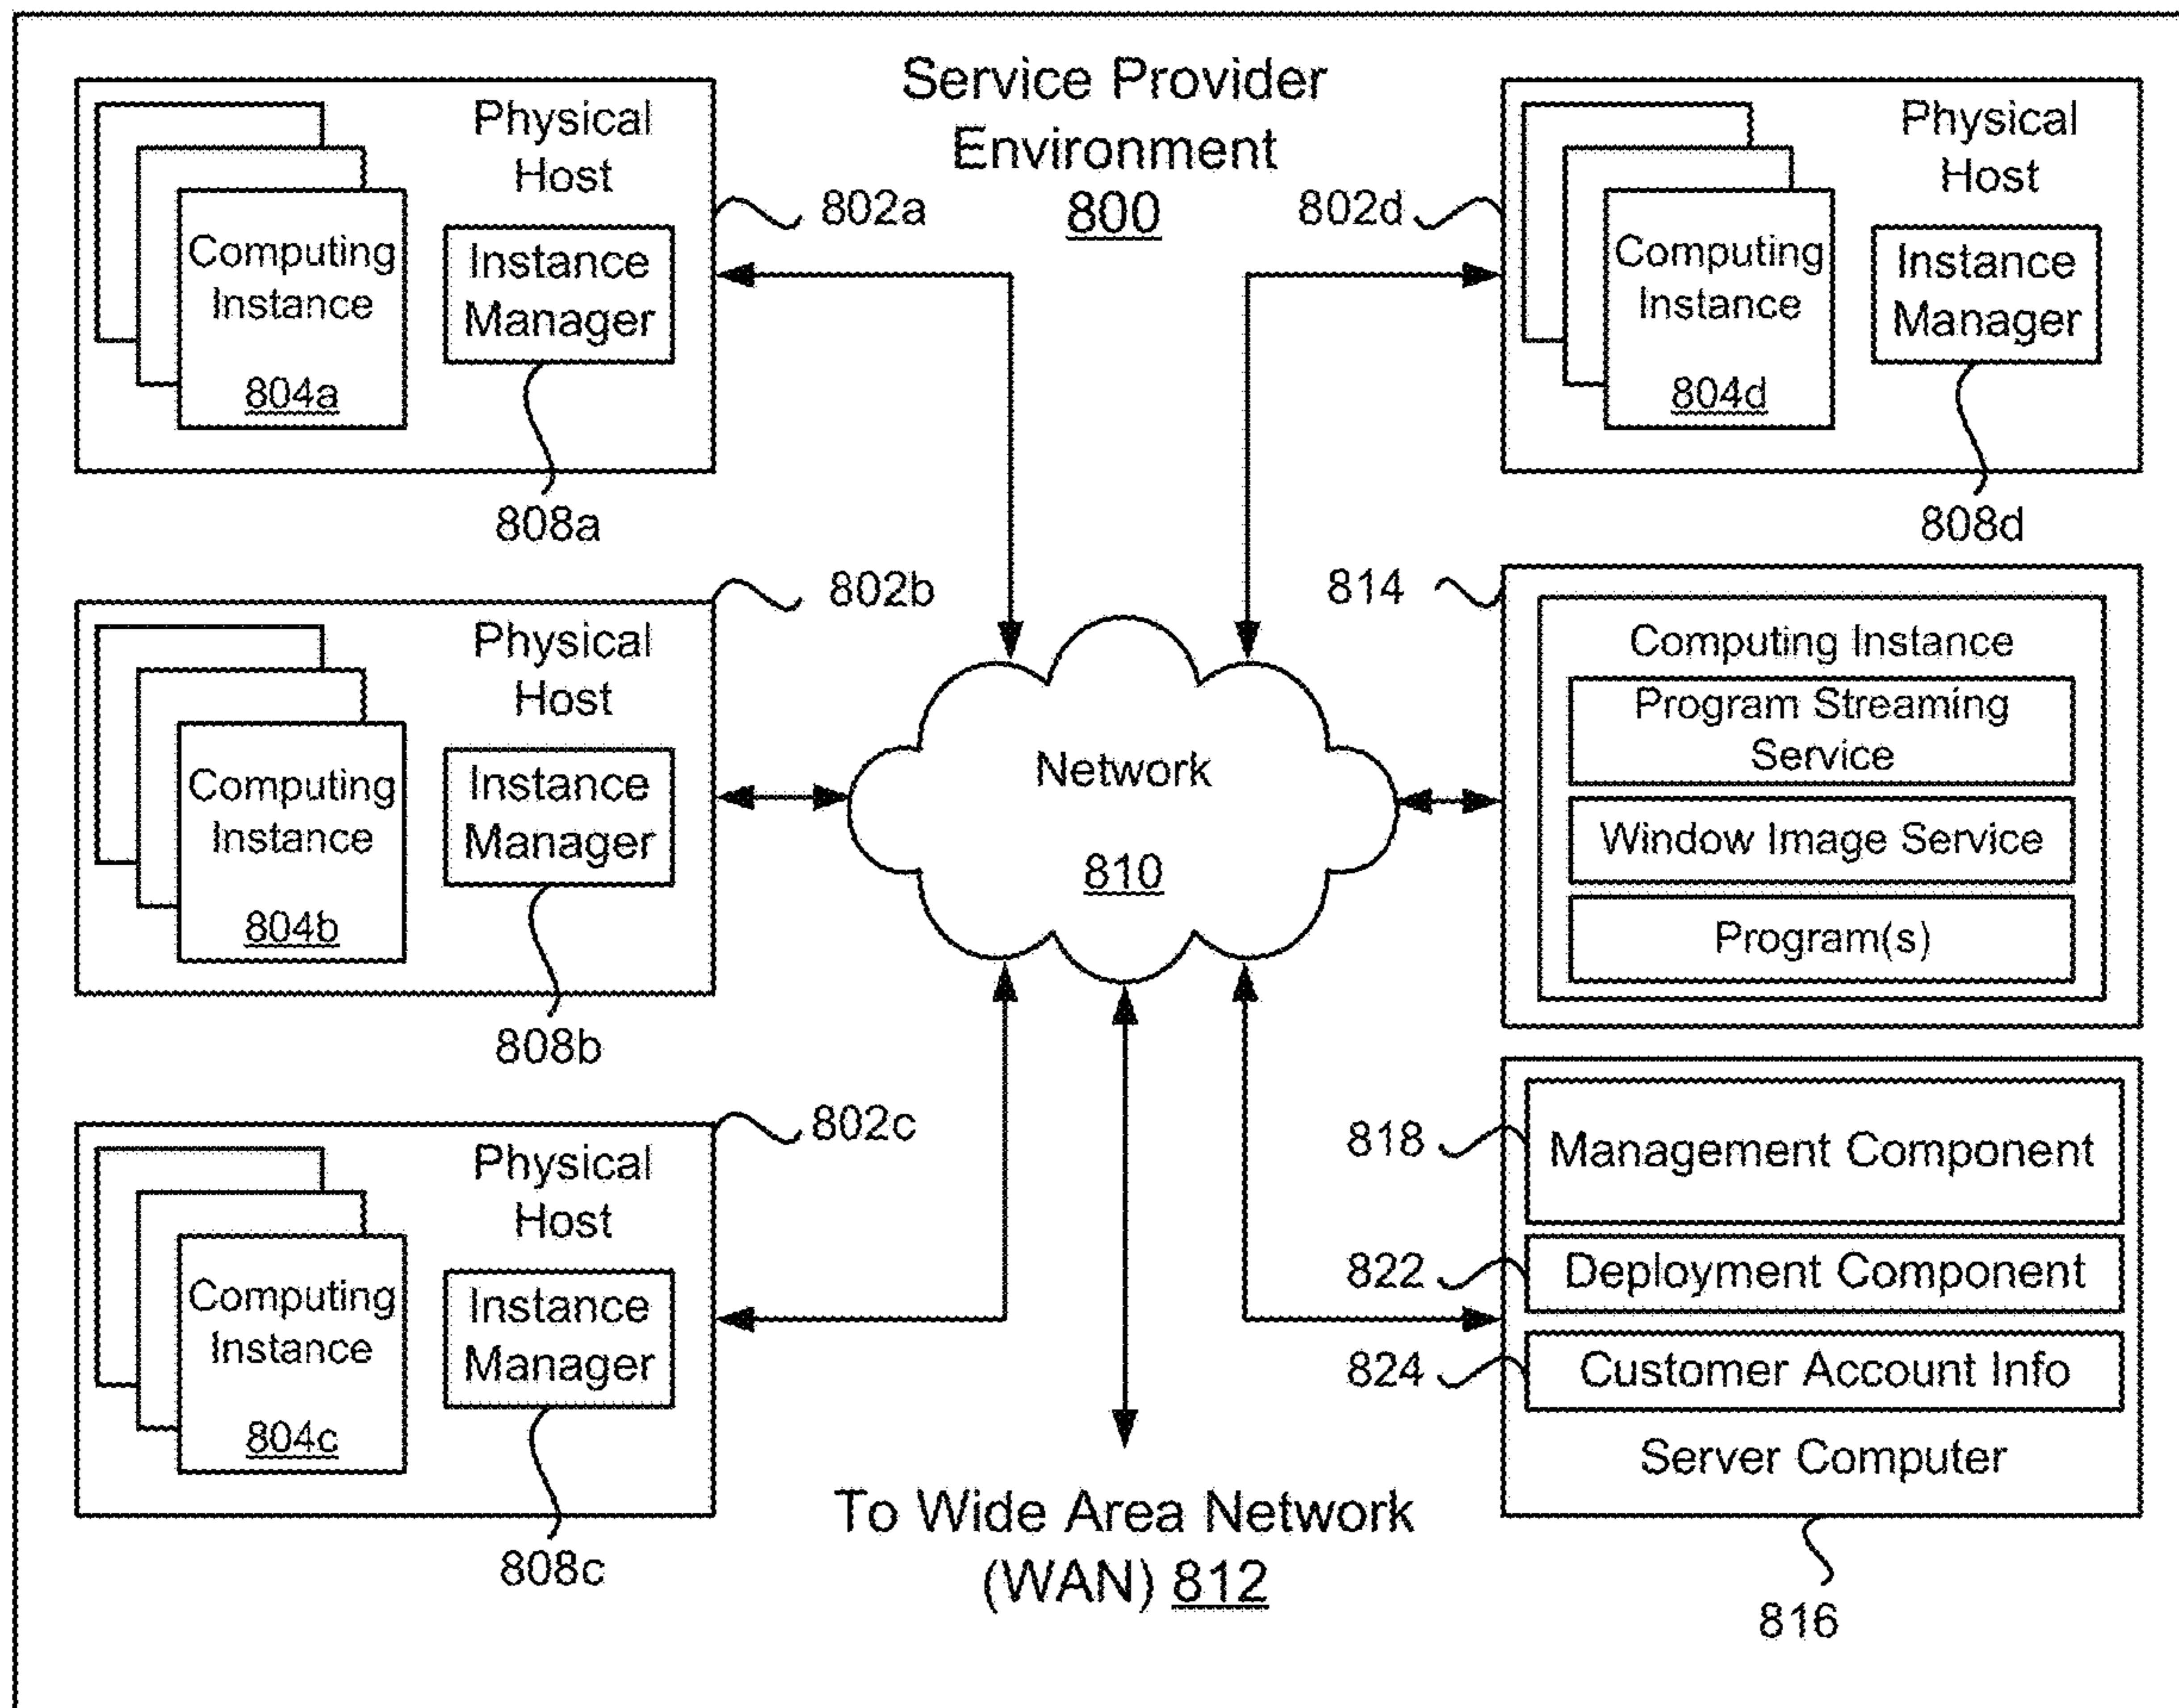 Service Provider
Environment
800
Physical
Host
Computing
Instance
804a
Instance
Manager
802a
808a
802d
Physical
Host
Computing
Instance
804d
Instance
Manager
808d
802b
Physical
Host
Computing
Instance
804b
Instance
Manager
808b
Network
810
814
Computing Instance
Program Streaming
Service
Window Image Service
Program(s)
802c
Physical
Host
Computing
Instance
804c
Instance
Manager
808c
818
Management Component
822
Deployment Component
824
Customer Account Info
Server Computer
816
To Wide Area Network
(WAN) 812